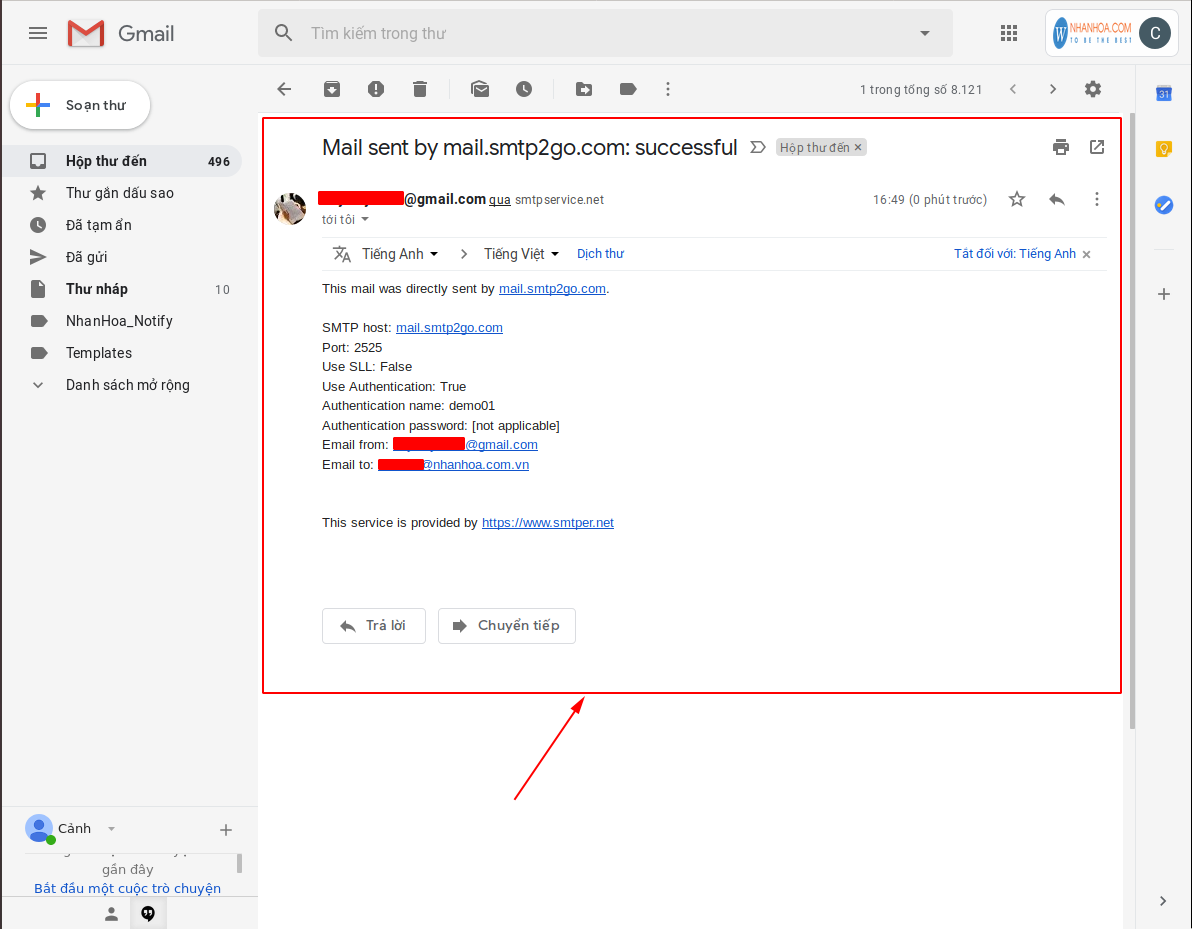 Gmail
Tìm kiếm trong thư
NHANHOA.COM
TO BE THE BEST
C
Soạn thư
1 trong tổng số 8.121
31
Hộp thư đến 496
Thư gắn dấu sao
Đã tạm ẩn
Đã gửi
Thư nháp 10
NhanHoa_Notify
Templates
Danh sách mở rộng
Mail sent by mail.smtp2go.com: successful
Hộp thư đến ×
@gmail.com qua smtpservice.net
16:49 (0 phút trước)
tới tôi
Tiếng Anh > Tiếng Việt Dịch thư
Tắt đối với: Tiếng Anh ×
This mail was directly sent by mail.smtp2go.com.
SMTP host: mail.smtp2go.com
Port: 2525
Use SLL: False
Use Authentication: True
Authentication name: demo01
Authentication password: [not applicable]
Email from: @gmail.com
Email to: @nhanhoa.com.vn
This service is provided by https://www.smtper.net
Trả lời
Chuyển tiếp
Cảnh
gần đây
Bắt đầu một cuộc trò chuyện